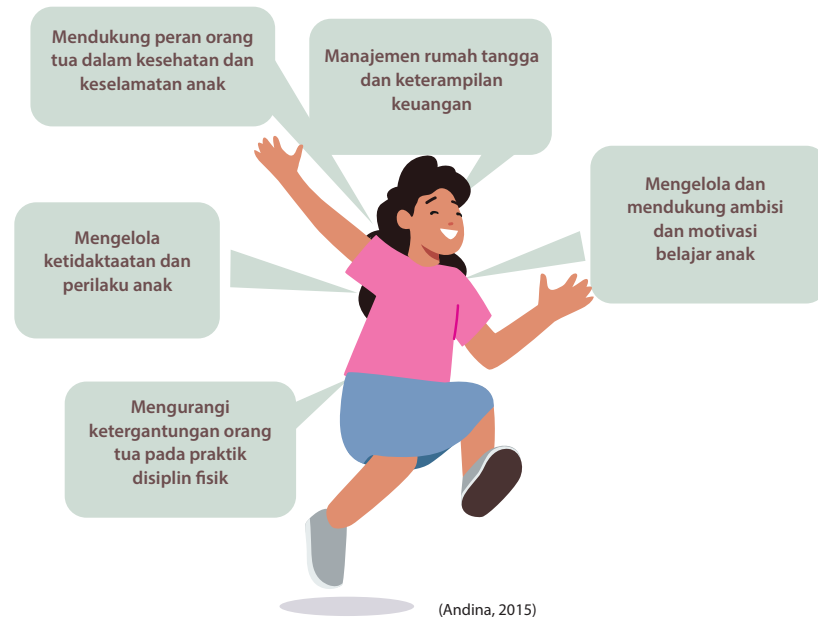 Mendukung peran orang
tua dalam kesehatan dan
keselamatan anak
Manajemen rumah tangga
dan keterampilan
keuangan
Mengelola dan
mendukung ambisi
dan motivasi
belajar anak
Mengelola
ketidaktaatan dan
perilaku anak
Mengurangi
ketergantungan orang
tua pada praktik
disiplin fisik
(Andina, 2015)